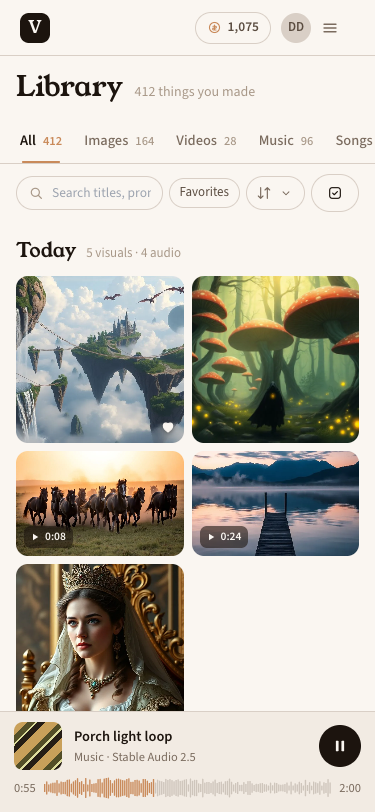 V 1,075 DD
Library 412 things you made
All 412 Images 164 Videos 28 Music 96 Songs
Search titles, pror Favorites
Today 5 visuals · 4 audio
0:08 0:24
Porch light loop
Music · Stable Audio 2.5
0:55 2:00